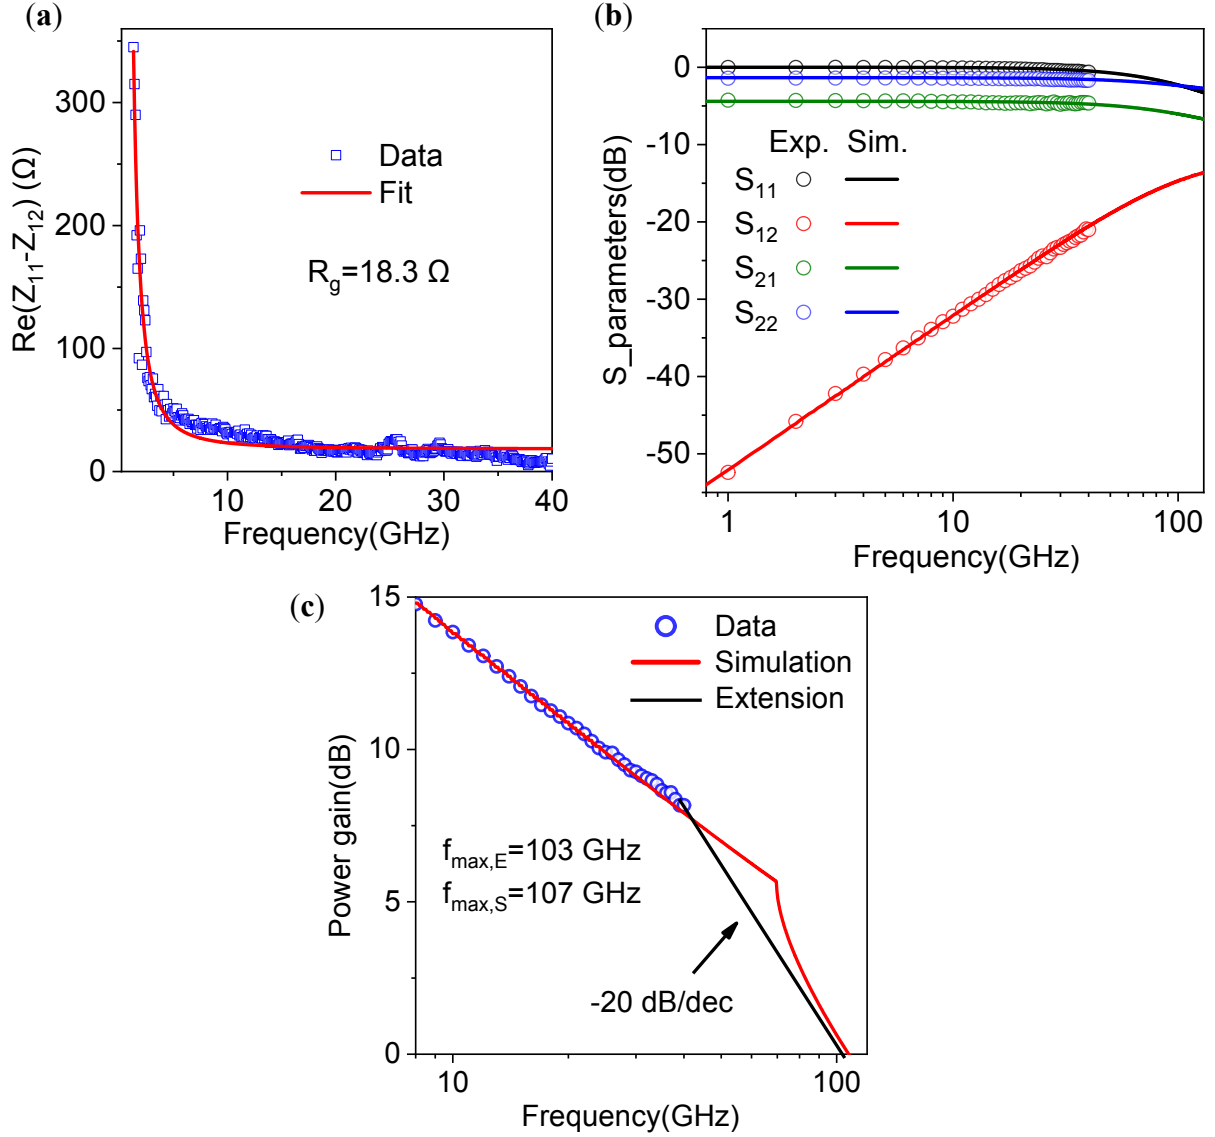 (a)
Re(Z11-Z12) (Ω)
300
200
100
0
Data
Fit
Rg=18.3 Ω
10
20
30
40
Frequency(GHz)
(b)
S_parameters(dB)
0
-10
-20
-30
-40
-50
Exp. Sim.
S11
S12
S21
S22
1
10
100
Frequency(GHz)
(c)
Power gain(dB)
15
10
5
0
Data
Simulation
Extension
fmax,E=103 GHz
fmax,S=107 GHz
-20 dB/dec
10
100
Frequency(GHz)